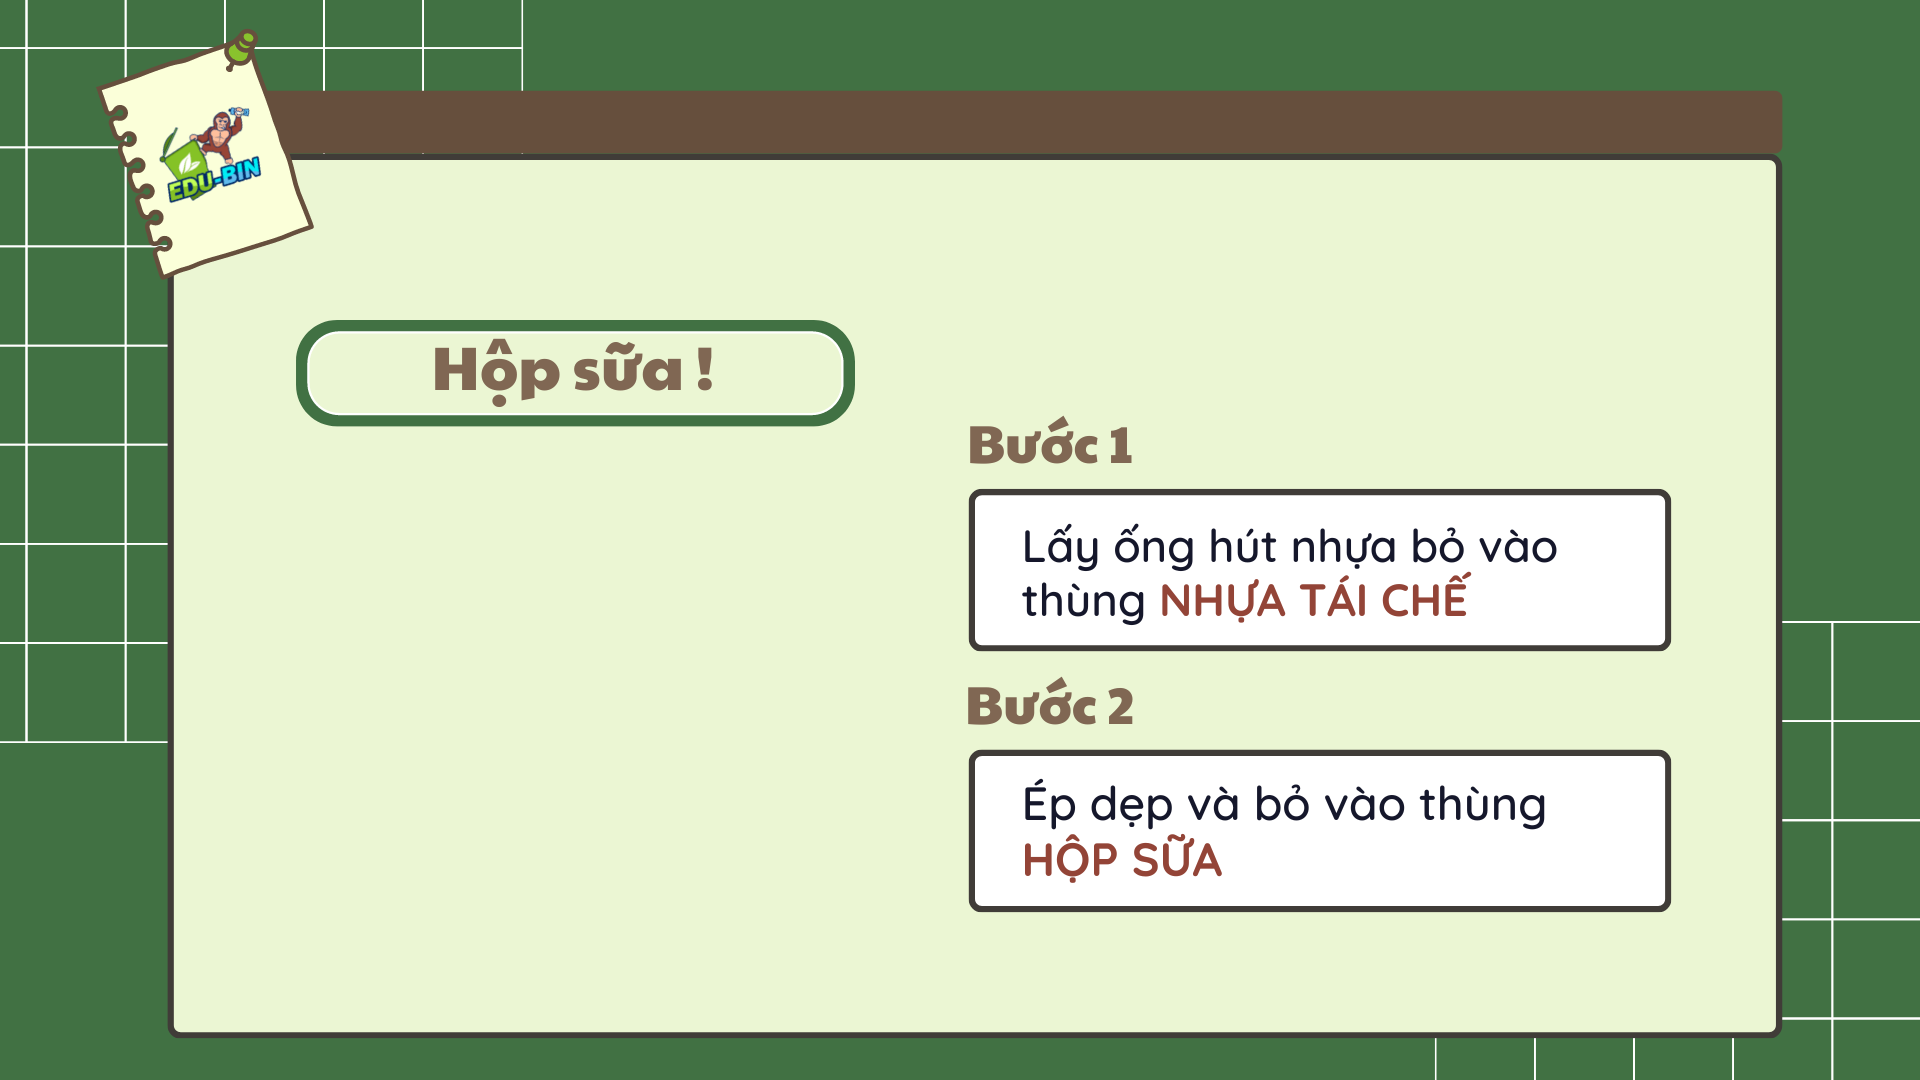 EDU-BIN
Hộp sữa !
Bước 1
Lấy ống hút nhựa bỏ vào
thùng NHỰA TÁI CHẾ
Bước 2
Ép dẹp và bỏ vào thùng
HỘP SỮA